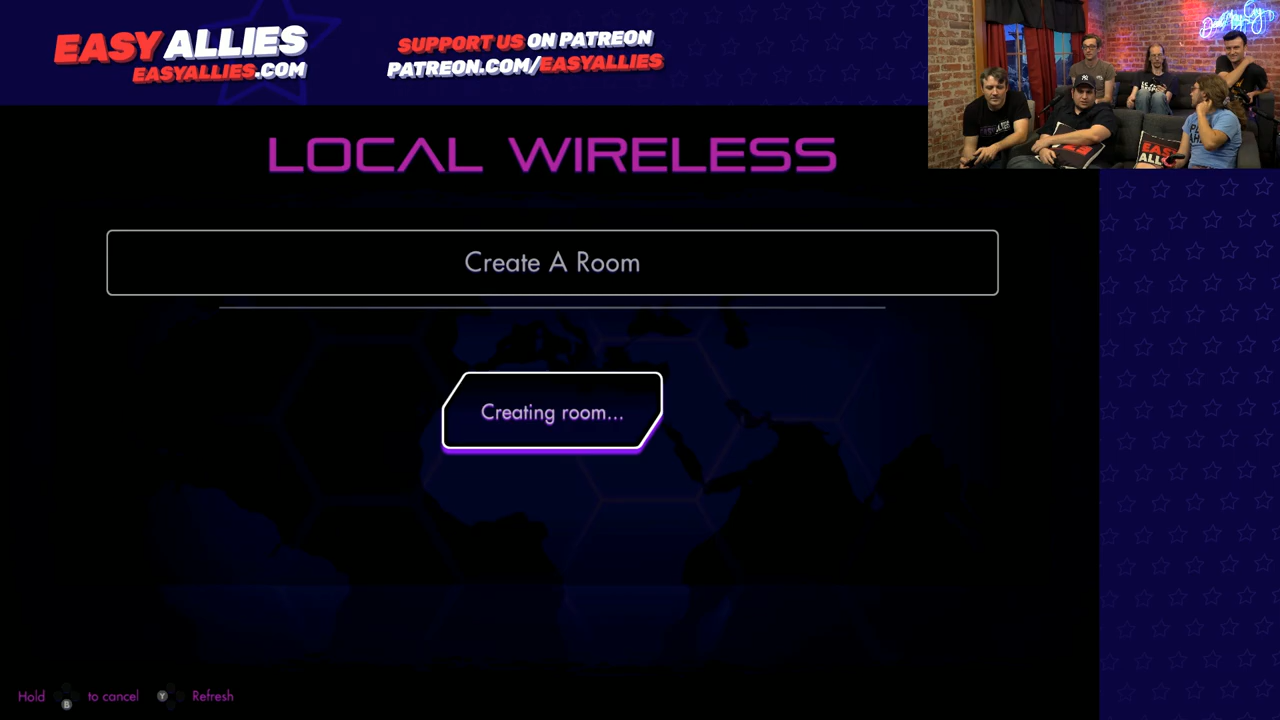 EASY ALLIES
EASYALLIES.COM
SUPPORT US ON PATREON
PATREON.COM/EASYALLIES
LOCAL WIRELESS
Create A Room
Creating room...
Hold B to cancel Y Refresh